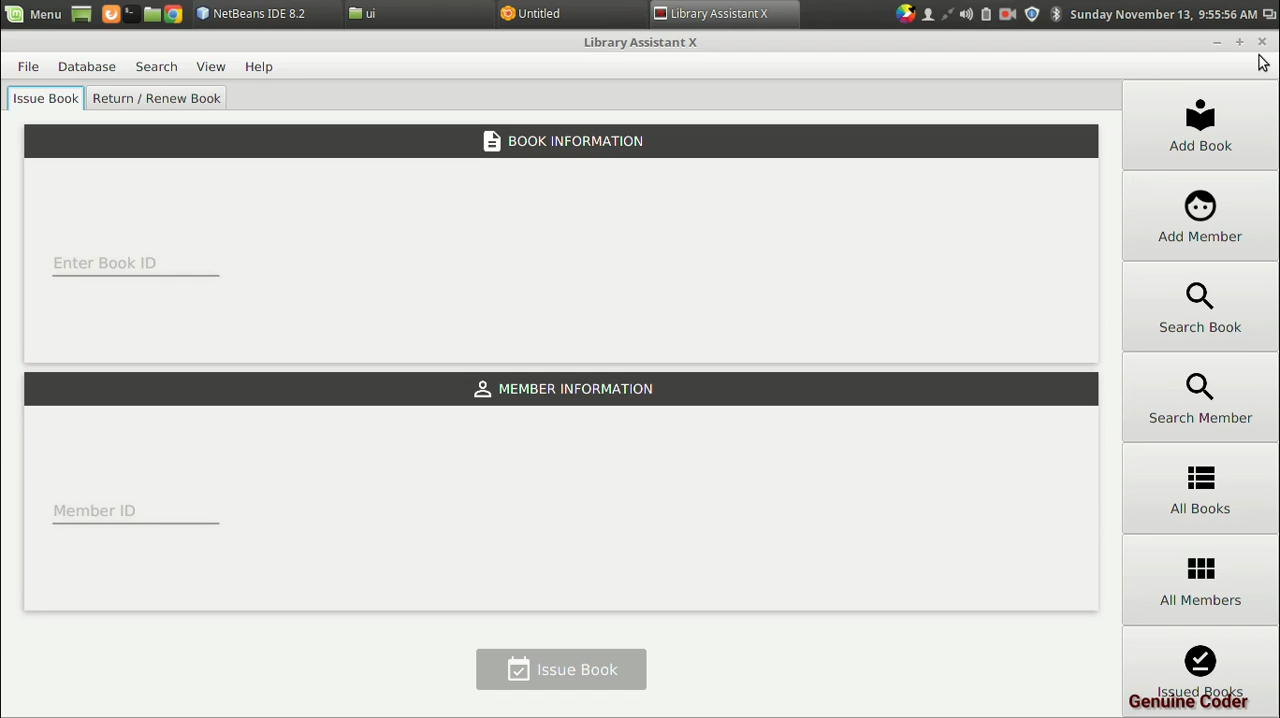 Menu
NetBeans IDE 8.2
ui
Untitled
Library Assistant X
Sunday November 13, 9:55:56 AM
Library Assistant X
File Database Search View Help
Issue Book
Return / Renew Book
BOOK INFORMATION
Enter Book ID
MEMBER INFORMATION
Member ID
Issue Book
Add Book
Add Member
Search Book
Search Member
All Books
All Members
Issued Books
Genuine Coder